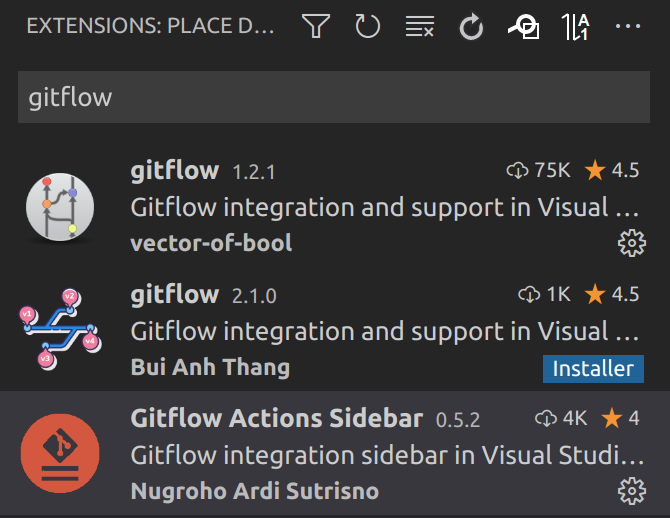 EXTENSIONS: PLACE D...
gitflow
gitflow 1.2.1 75K 4.5
Gitflow integration and support in Visual ...
vector-of-bool
gitflow 2.1.0 1K 4.5
Gitflow integration and support in Visual ...
v1 v2 v3 v4
Bui Anh Thang Installer
Gitflow Actions Sidebar 0.5.2 4K 4
Gitflow integration sidebar in Visual Studi...
Nugroho Ardi Sutrisno